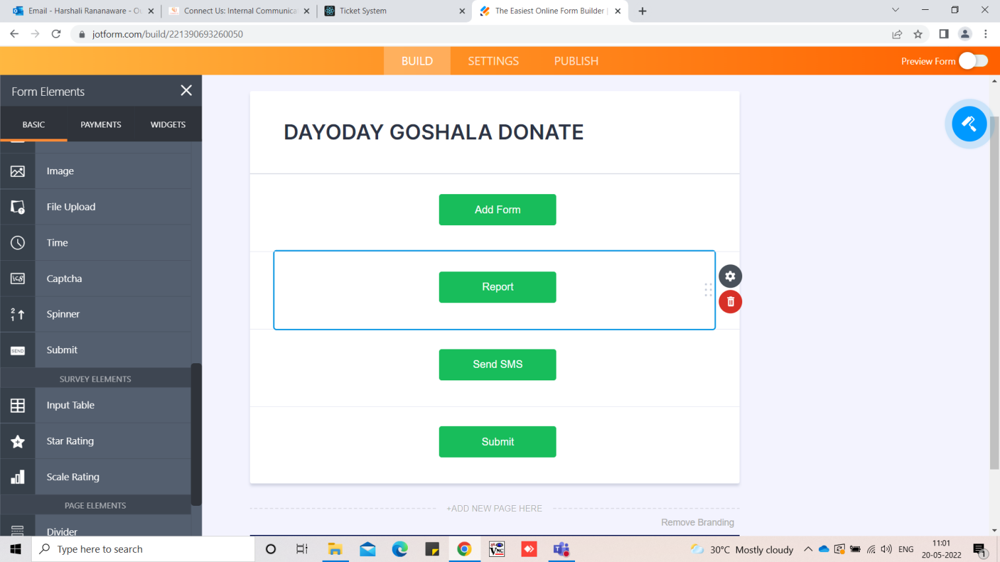 Email - Harshali Rananaware - Ou
Connect Us: Internal Communica
Ticket System
The Easiest Online Form Builder |
jotform.com/build/221390693260050
BUILD
SETTINGS
PUBLISH
Preview Form
Form Elements
BASIC
PAYMENTS
WIDGETS
Image
File Upload
Time
Captcha
Spinner
Submit
SURVEY ELEMENTS
Input Table
Star Rating
Scale Rating
PAGE ELEMENTS
Divider
DAYODAY GOSHALA DONATE
Add Form
Report
Send SMS
Submit
+ADD NEW PAGE HERE
Remove Branding
Type here to search
30°C Mostly cloudy
ENG
11:01
20-05-2022
1